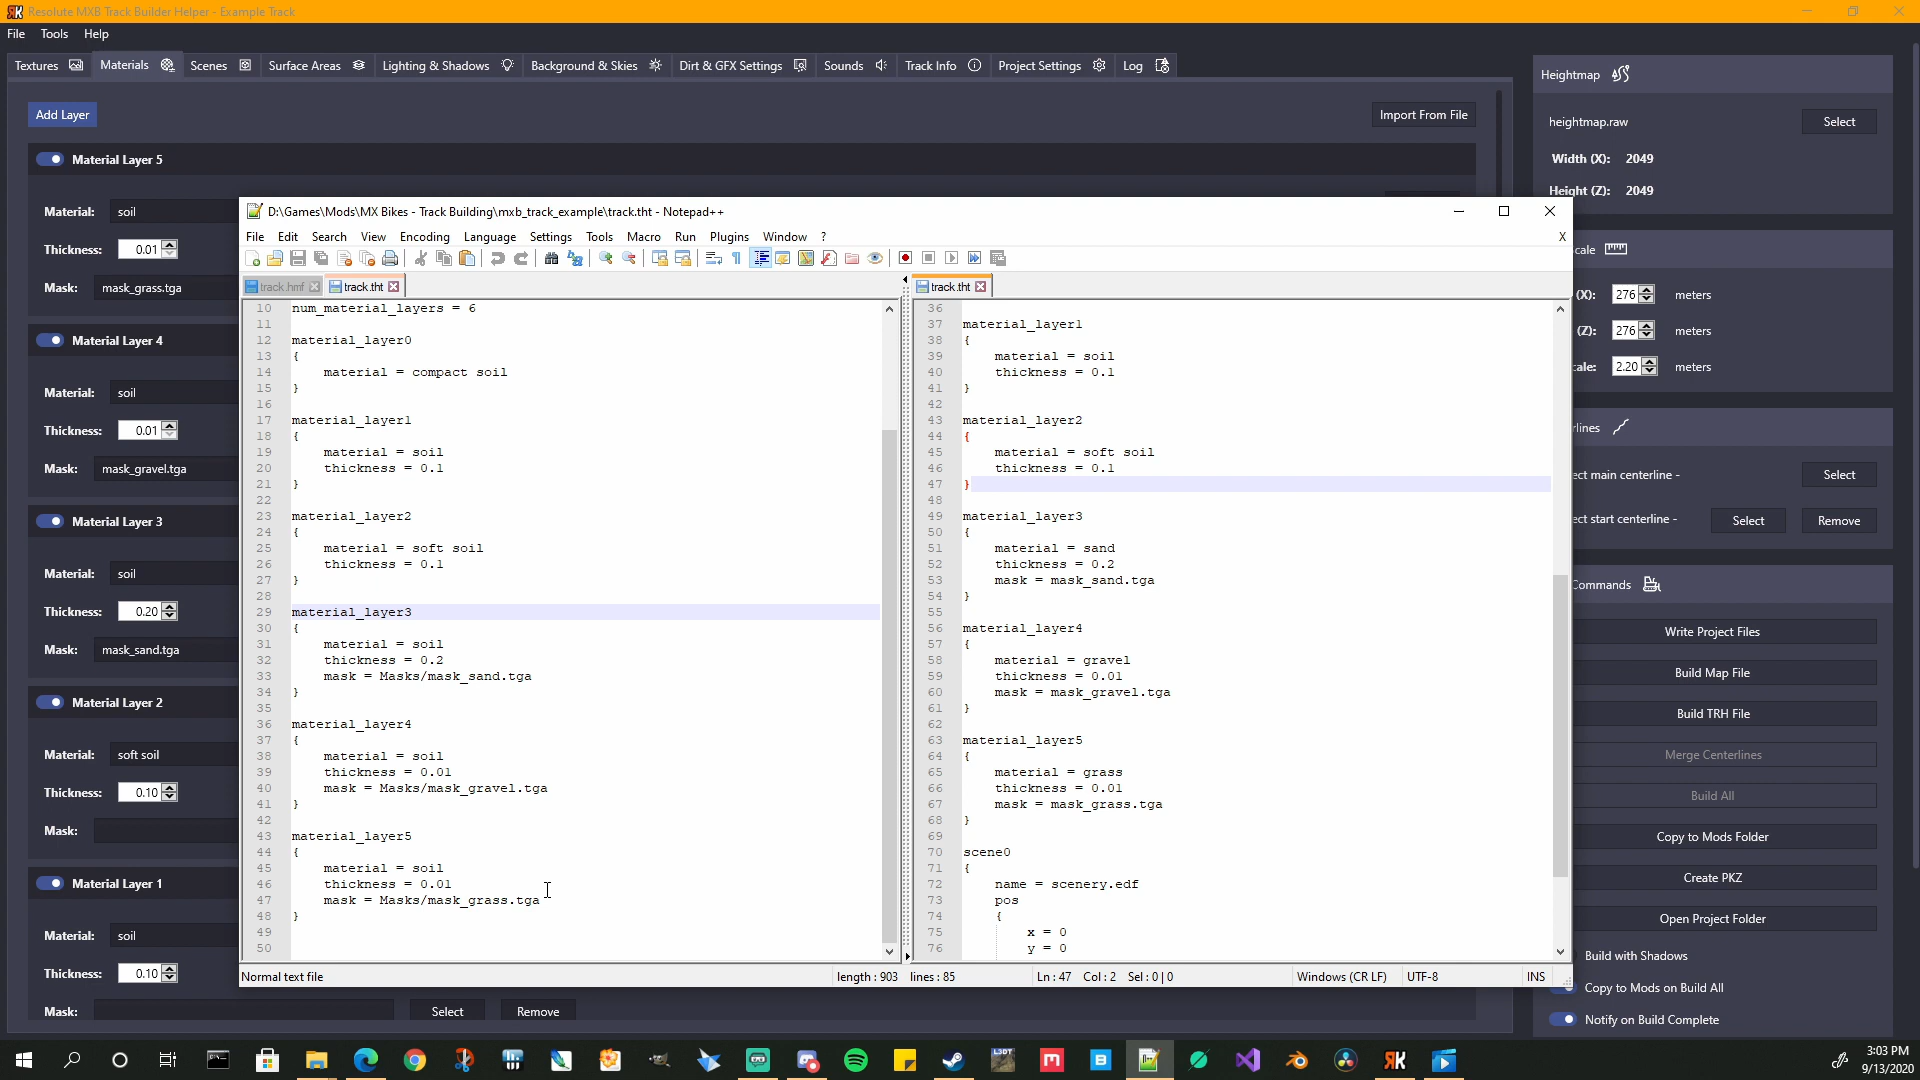 Resolute MXB Track Builder Helper - Example Track
File Tools Help
Textures Materials Scenes Surface Areas Lighting & Shadows Background & Skies Dirt & GFX Settings Sounds Track Info Project Settings Log
Add Layer
Import From File
Material Layer 5
Material: soil
Thickness: 0.01
Mask: mask_grass.tga
Material Layer 4
Material: soil
Thickness: 0.01
Mask: mask_gravel.tga
Material Layer 3
Material: soil
Thickness: 0.20
Mask: mask_sand.tga
Material Layer 2
Material: soft soil
Thickness: 0.10
Mask:
Material Layer 1
Material: soil
Thickness: 0.10
Mask:
Select Remove
D:\Games\Mods\MX Bikes - Track Building\mxb_track_example\track.tht - Notepad++
File Edit Search View Encoding Language Settings Tools Macro Run Plugins Window ?
X
track.hmf track.tht
10 num_material_layers = 6
11
12 material_layer0
13 {
14 material = compact soil
15 }
16
17 material_layer1
18 {
19 material = soil
20 thickness = 0.1
21 }
22
23 material_layer2
24 {
25 material = soft soil
26 thickness = 0.1
27 }
28
29 material_layer3
30 {
31 material = soil
32 thickness = 0.2
33 mask = Masks/mask_sand.tga
34 }
35
36 material_layer4
37 {
38 material = soil
39 thickness = 0.01
40 mask = Masks/mask_gravel.tga
41 }
42
43 material_layer5
44 {
45 material = soil
46 thickness = 0.01
47 mask = Masks/mask_grass.tga
48 }
49
50
track.tht
36
37 material_layer1
38 {
39 material = soil
40 thickness = 0.1
41 }
42
43 material_layer2
44 {
45 material = soft soil
46 thickness = 0.1
47 }
48
49 material_layer3
50 {
51 material = sand
52 thickness = 0.2
53 mask = mask_sand.tga
54 }
55
56 material_layer4
57 {
58 material = gravel
59 thickness = 0.01
60 mask = mask_gravel.tga
61 }
62
63 material_layer5
64 {
65 material = grass
66 thickness = 0.01
67 mask = mask_grass.tga
68 }
69
70 scene0
71 {
72 name = scenery.edf
73 pos
74 {
75 x = 0
76 y = 0
Normal text file length : 903 lines : 85 Ln : 47 Col : 2 Sel : 0 | 0 Windows (CR LF) UTF-8 INS
Heightmap
heightmap.raw Select
Width (X): 2049
Height (Z): 2049
cale
(X): 276 meters
(Z): 276 meters
ale: 2.20 meters
rlines
ect main centerline - Select
ect start centerline - Select Remove
Commands
Write Project Files
Build Map File
Build TRH File
Merge Centerlines
Build All
Copy to Mods Folder
Create PKZ
Open Project Folder
Build with Shadows
Copy to Mods on Build All
Notify on Build Complete
3:03 PM
9/13/2020